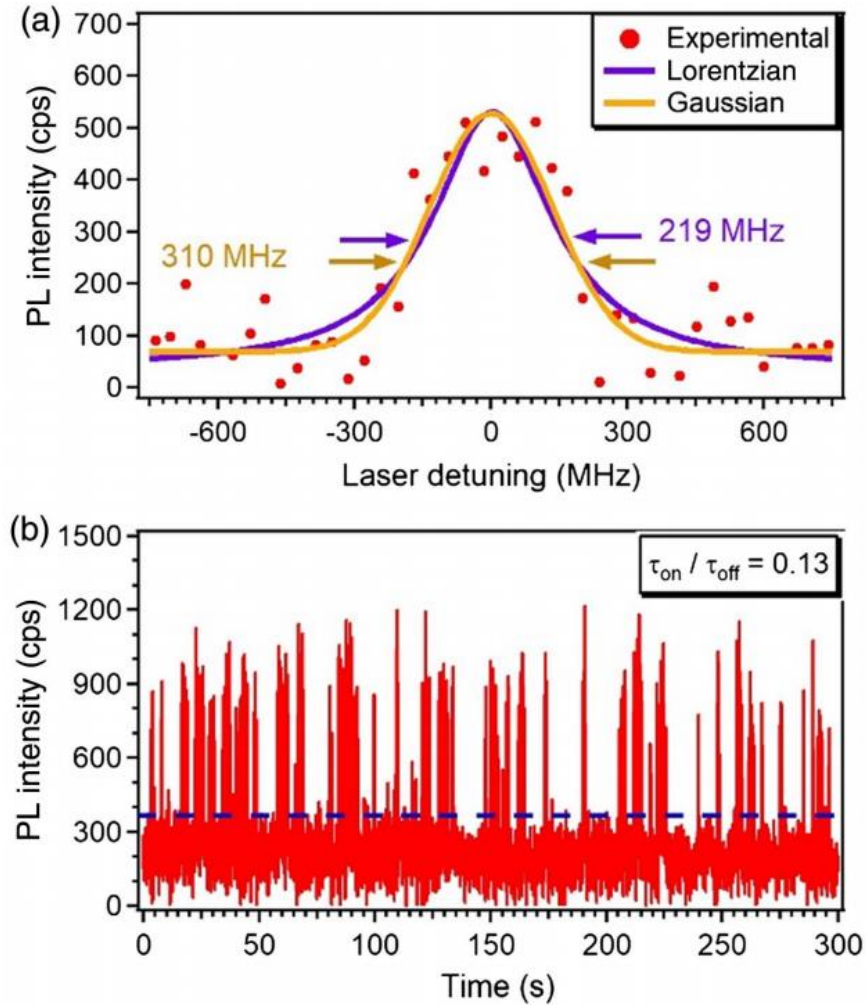 (a)
700
600
500
400
300
200
100
0
PL intensity (cps)
Experimental
Lorentzian
Gaussian
310 MHz
219 MHz
-600 -300 0 300 600
Laser detuning (MHz)
(b)
1500
1200
900
600
300
0
PL intensity (cps)
τon / τoff = 0.13
0 50 100 150 200 250 300
Time (s)